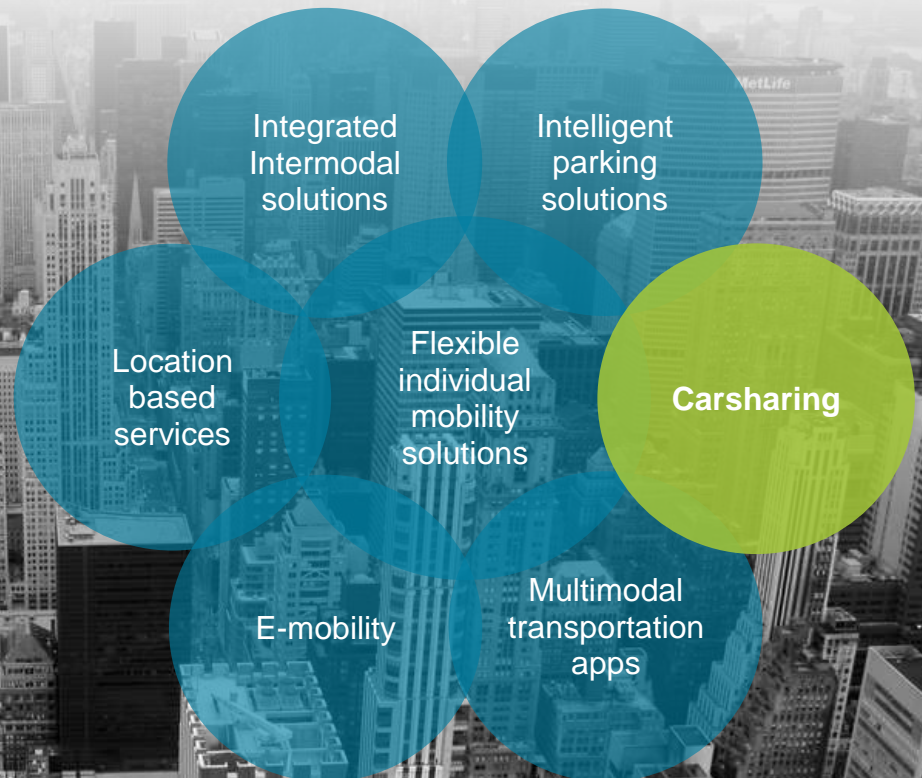 MetLife
Integrated
Intermodal
solutions
Intelligent
parking
solutions
Location
based
services
Flexible
individual
mobility
solutions
Carsharing
E-mobility
Multimodal
transportation
apps